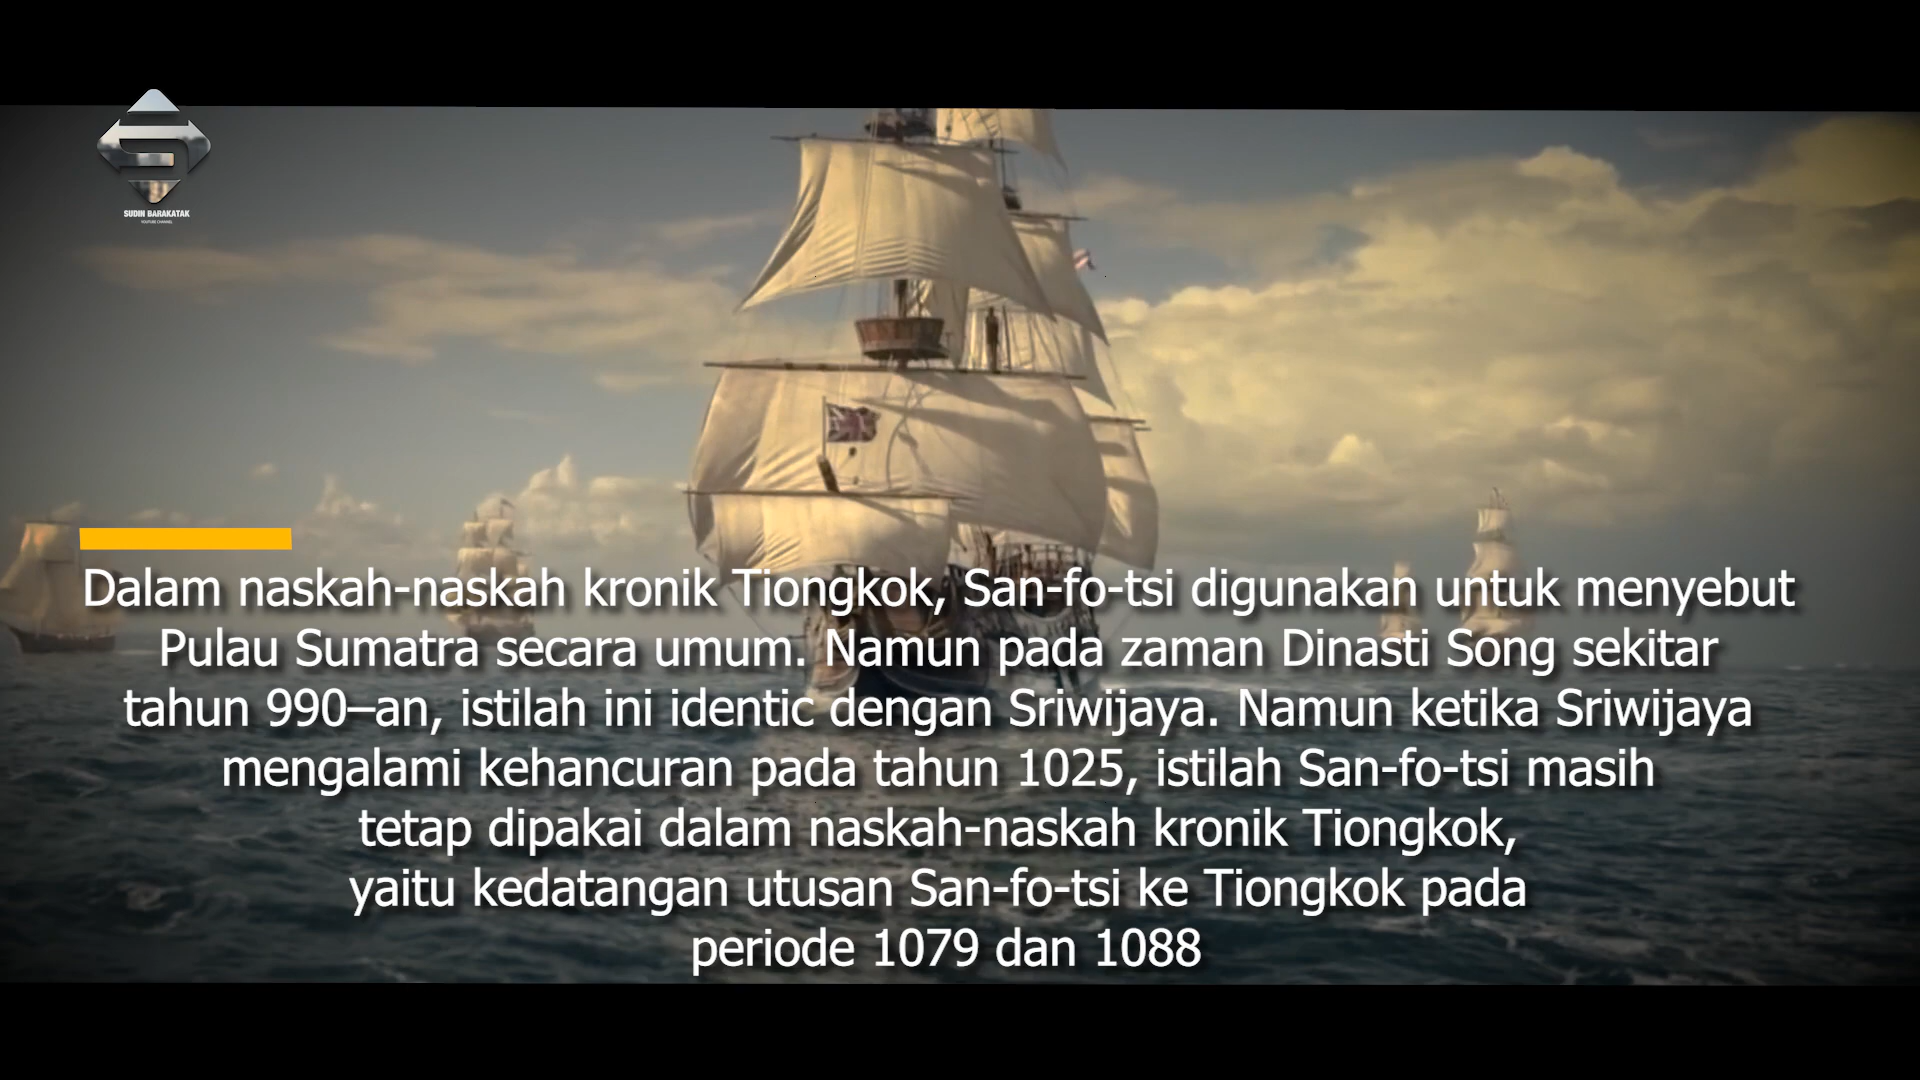 SUDIN BARAKATAK
YOUTUBE CHANNEL
Dalam naskah-naskah kronik Tiongkok, San-fo-tsi digunakan untuk menyebut
Pulau Sumatra secara umum. Namun pada zaman Dinasti Song sekitar
tahun 990–an, istilah ini identic dengan Sriwijaya. Namun ketika Sriwijaya
mengalami kehancuran pada tahun 1025, istilah San-fo-tsi masih
tetap dipakai dalam naskah-naskah kronik Tiongkok,
yaitu kedatangan utusan San-fo-tsi ke Tiongkok pada
periode 1079 dan 1088